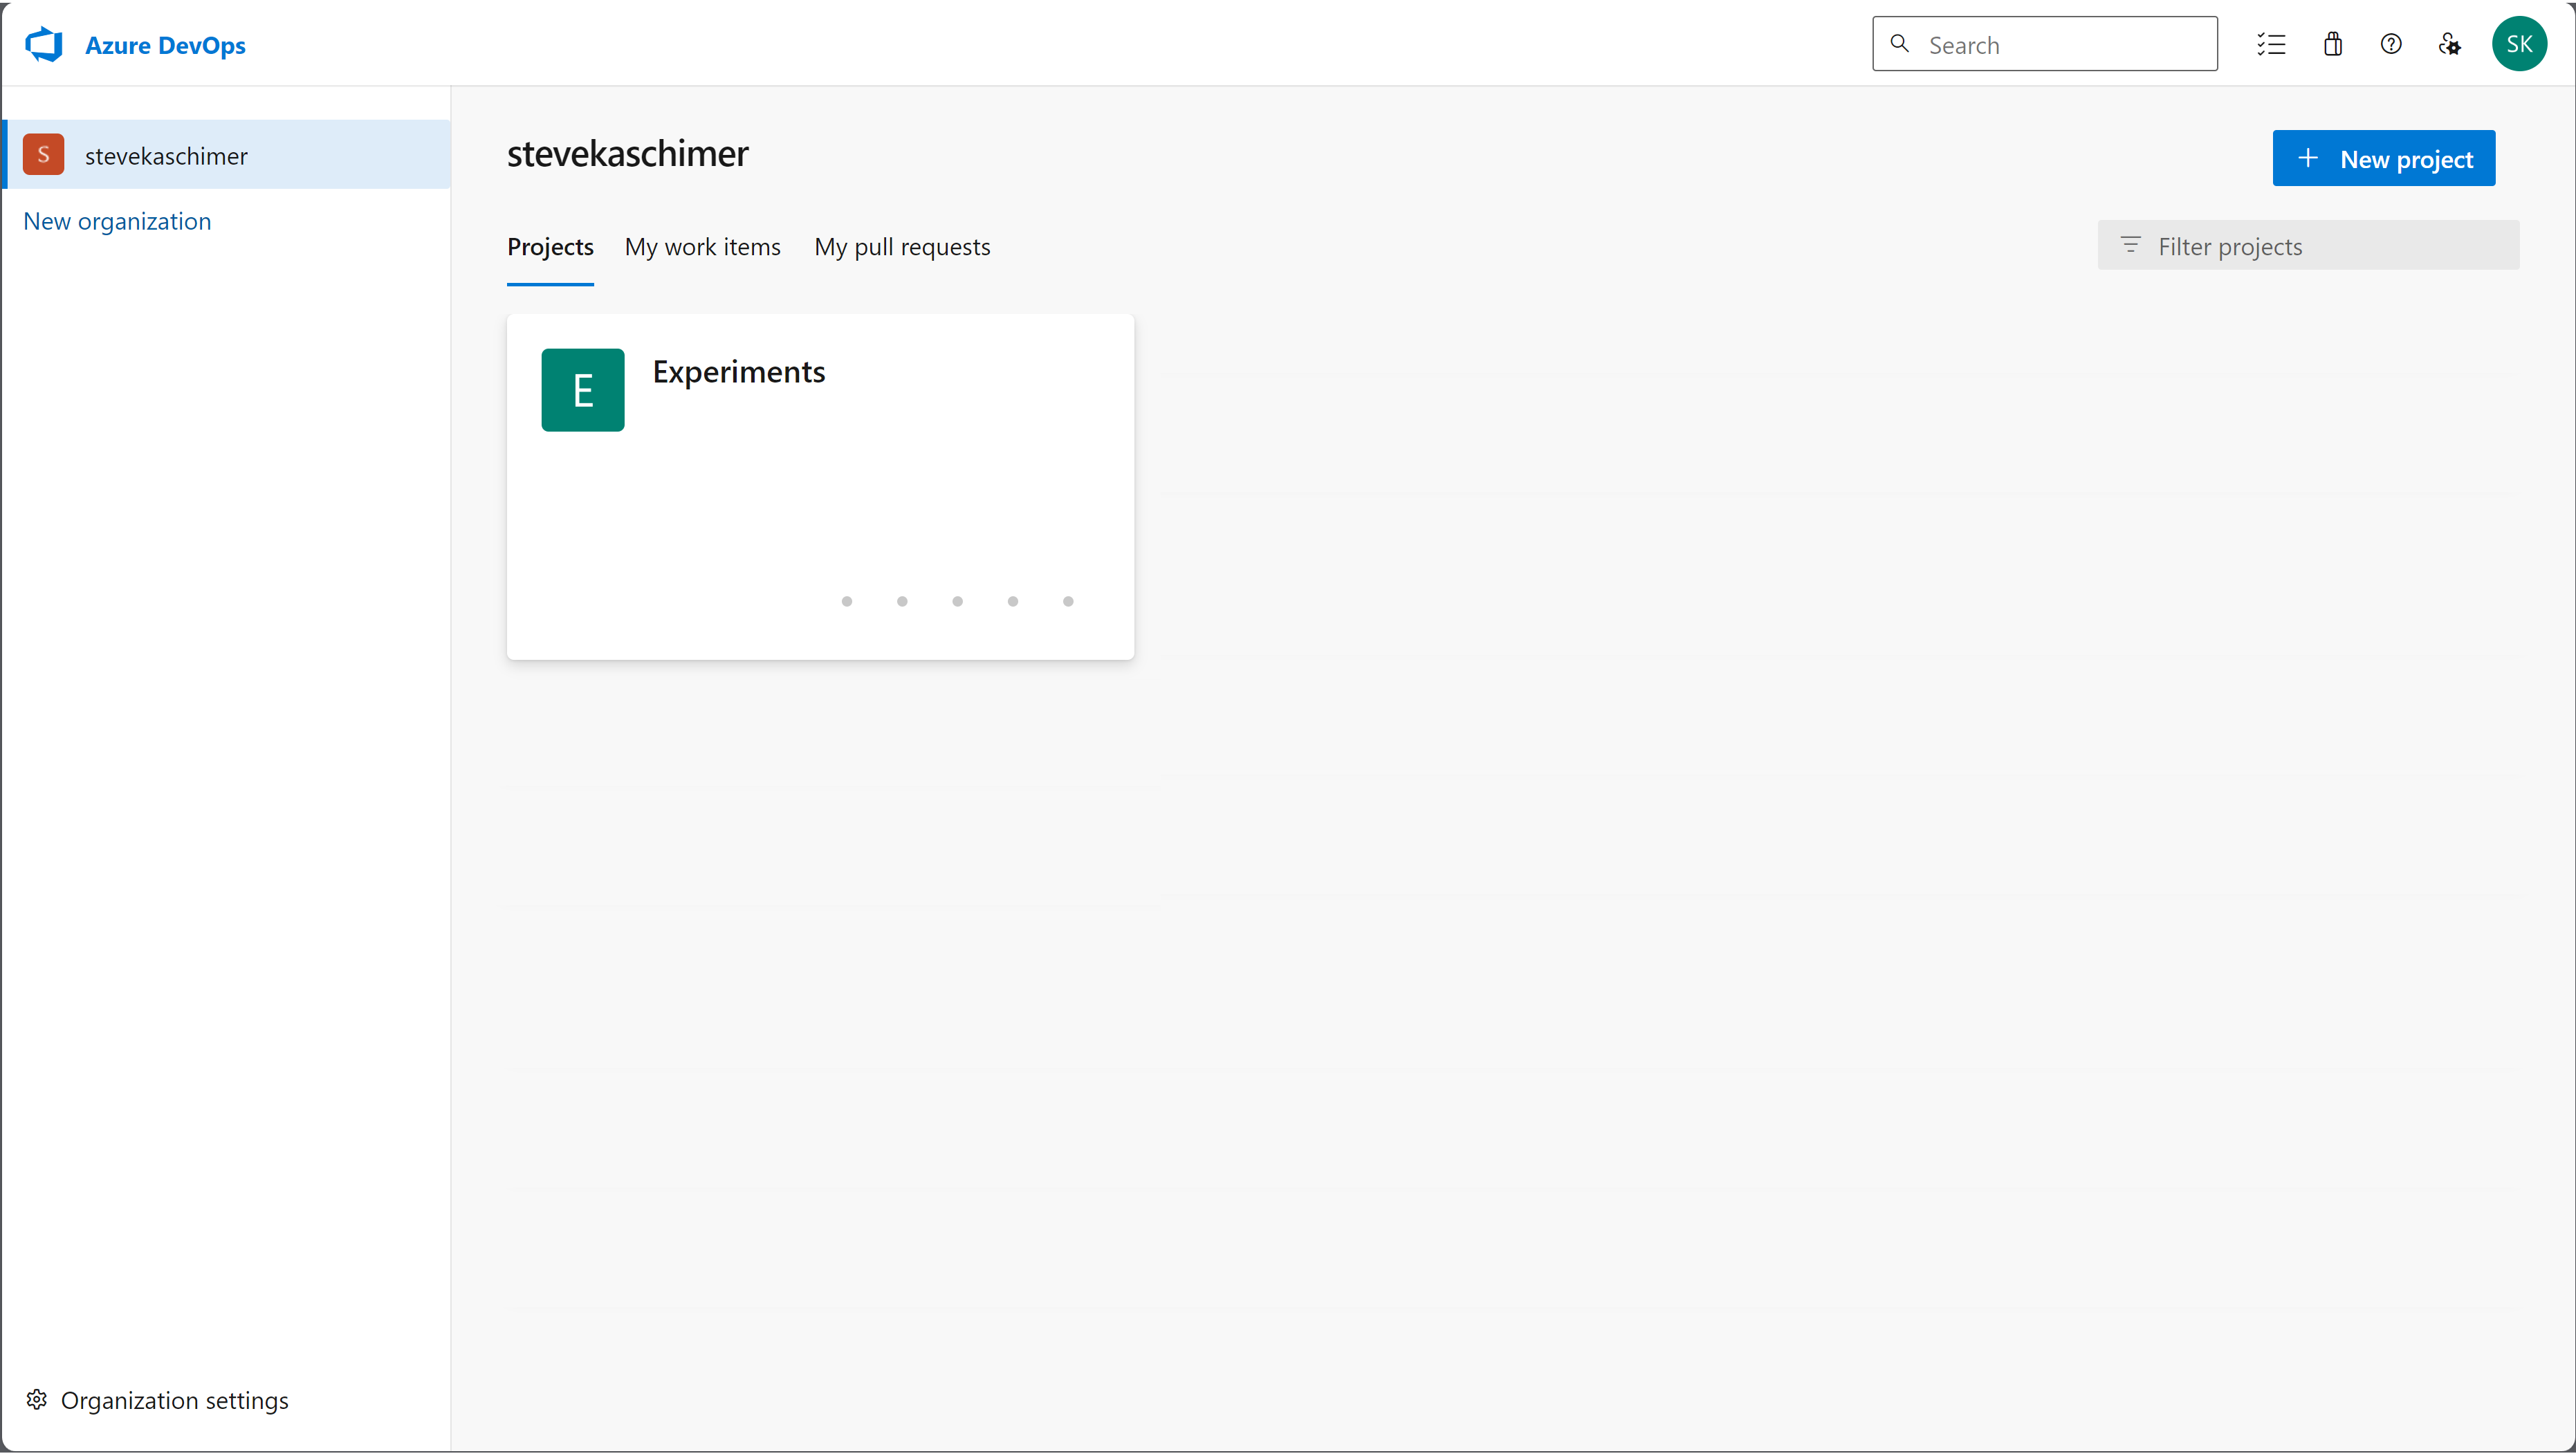 Azure DevOps
Search
SK
S
stevekaschimer
New organization
stevekaschimer
New project
Projects
My work items
My pull requests
Filter projects
E
Experiments
Organization settings